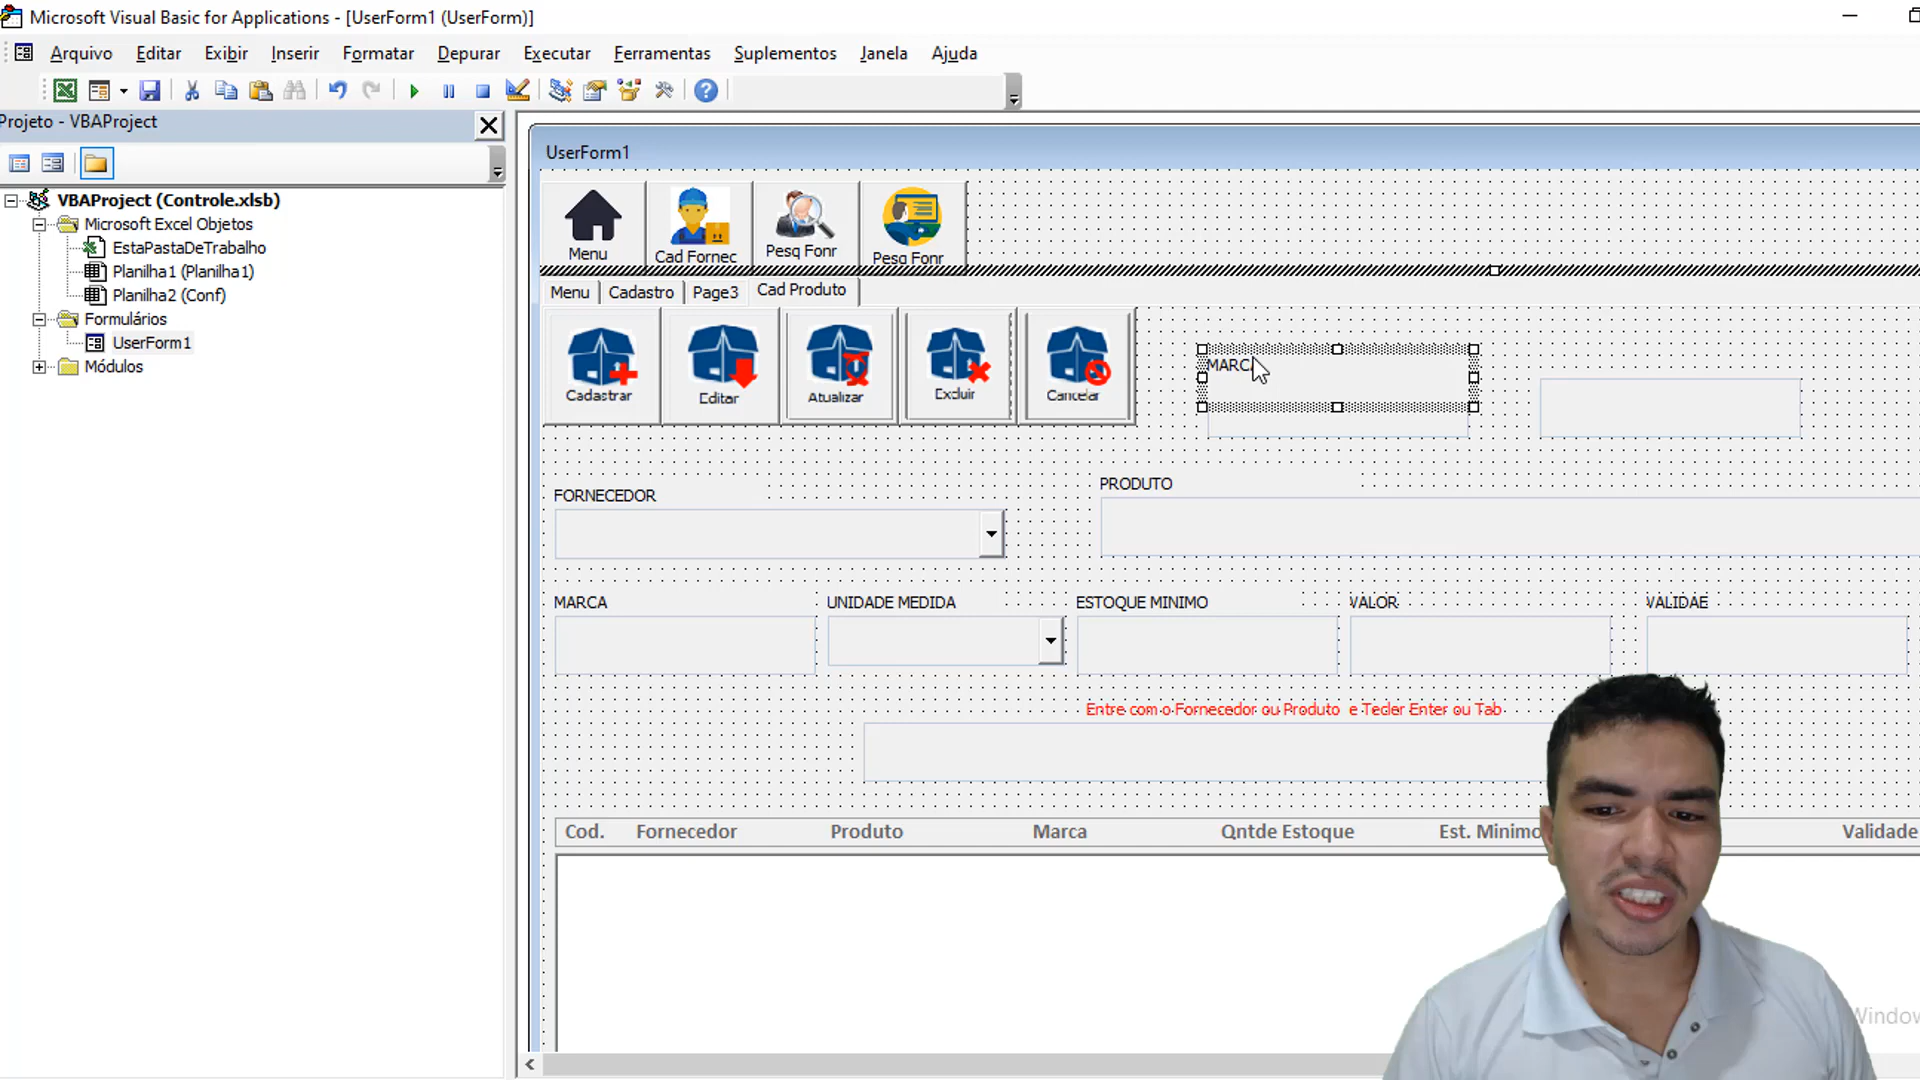 Microsoft Visual Basic for Applications - [UserForm1 (UserForm)]
Arquivo Editar Exibir Inserir Formatar Depurar Executar Ferramentas Suplementos Janela Ajuda
Projeto - VBAProject
VBAProject (Controle.xlsb)
Microsoft Excel Objetos
EstaPastaDeTrabalho
Planilha1 (Planilha1)
Planilha2 (Conf)
Formulários
UserForm1
Módulos
UserForm1
Menu Cad Fornec Pesq Fonr Pesq Fonr
Menu Cadastro Page3 Cad Produto
Cadastrar Editar Atualizar Excluir Cancelar
MARCA
FORNECEDOR PRODUTO
MARCA UNIDADE MEDIDA ESTOQUE MINIMO VALOR VALIDAE
Entre com o Fornecedor ou Produto e Tecler Enter ou Tab
Cod. Fornecedor Produto Marca Qntde Estoque Est. Minimo Validade
Window